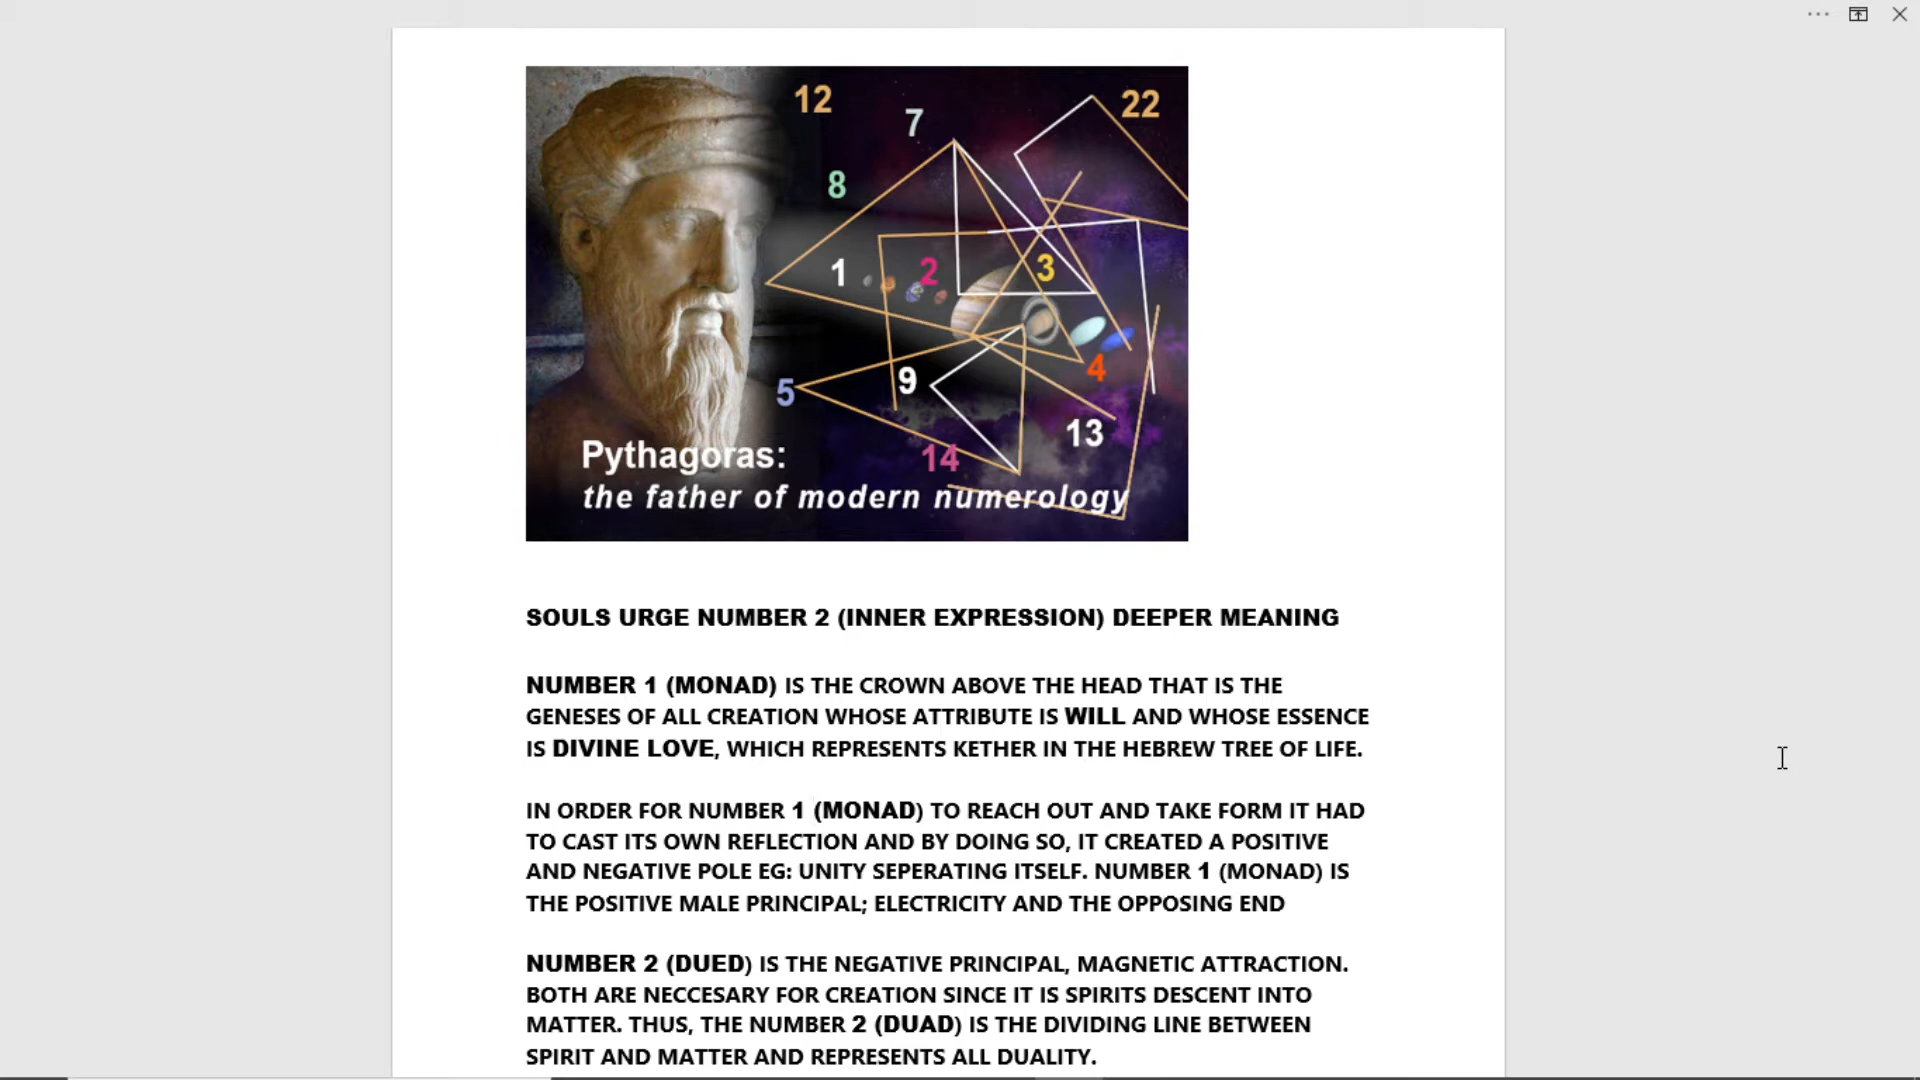 12
22
7
8
1
2
3
4
5
9
13
14
Pythagoras:
the father of modern numerology
SOULS URGE NUMBER 2 (INNER EXPRESSION) DEEPER MEANING
NUMBER 1 (MONAD) IS THE CROWN ABOVE THE HEAD THAT IS THE
GENESES OF ALL CREATION WHOSE ATTRIBUTE IS WILL AND WHOSE ESSENCE
IS DIVINE LOVE, WHICH REPRESENTS KETHER IN THE HEBREW TREE OF LIFE.
IN ORDER FOR NUMBER 1 (MONAD) TO REACH OUT AND TAKE FORM IT HAD
TO CAST ITS OWN REFLECTION AND BY DOING SO, IT CREATED A POSITIVE
AND NEGATIVE POLE EG: UNITY SEPERATING ITSELF. NUMBER 1 (MONAD) IS
THE POSITIVE MALE PRINCIPAL; ELECTRICITY AND THE OPPOSING END
NUMBER 2 (DUED) IS THE NEGATIVE PRINCIPAL, MAGNETIC ATTRACTION.
BOTH ARE NECCESARY FOR CREATION SINCE IT IS SPIRITS DESCENT INTO
MATTER. THUS, THE NUMBER 2 (DUAD) IS THE DIVIDING LINE BETWEEN
SPIRIT AND MATTER AND REPRESENTS ALL DUALITY.